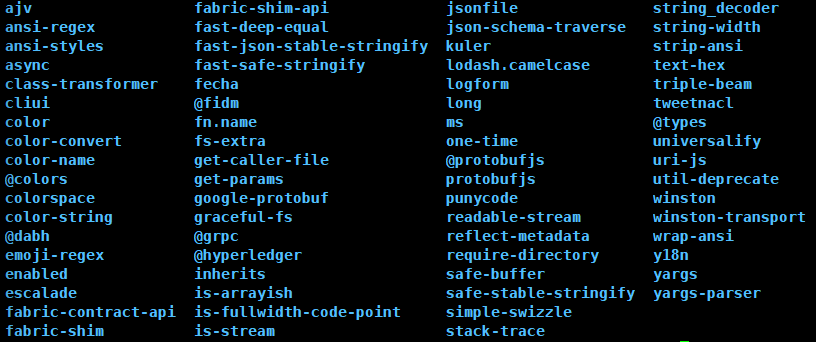 ajv fabric-shim-api jsonfile string_decoder
ansi-regex fast-deep-equal json-schema-traverse string-width
ansi-styles fast-json-stable-stringify kuler strip-ansi
async fast-safe-stringify lodash.camelcase text-hex
class-transformer fecha logform triple-beam
cliui @fidm long tweetnacl
color fn.name ms @types
color-convert fs-extra one-time universalify
color-name get-caller-file @protobufjs uri-js
@colors get-params protobufjs util-deprecate
colorspace google-protobuf punycode winston
color-string graceful-fs readable-stream winston-transport
@dabh @grpc reflect-metadata wrap-ansi
emoji-regex @hyperledger require-directory y18n
enabled inherits safe-buffer yargs
escalade is-arrayish safe-stable-stringify yargs-parser
fabric-contract-api is-fullwidth-code-point simple-swizzle
fabric-shim is-stream stack-trace